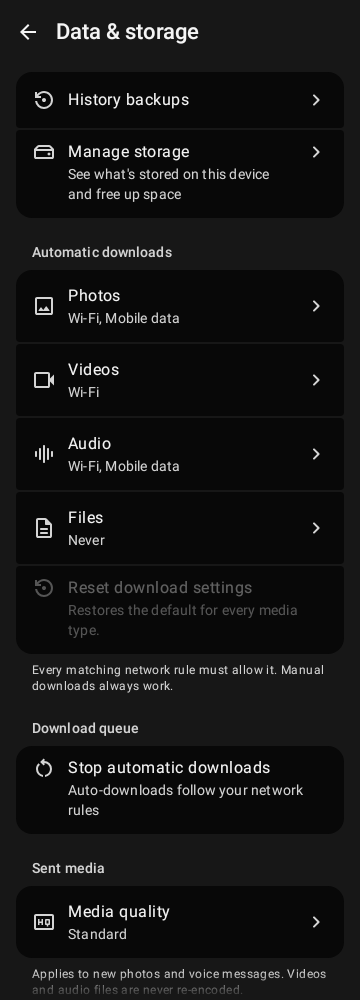 Data & storage
History backups
Manage storage
See what's stored on this device
and free up space
Automatic downloads
Photos
Wi-Fi, Mobile data
Videos
Wi-Fi
Audio
Wi-Fi, Mobile data
Files
Never
Reset download settings
Restores the default for every media
type.
Every matching network rule must allow it. Manual
downloads always work.
Download queue
Stop automatic downloads
Auto-downloads follow your network
rules
Sent media
HQ
Media quality
Standard
Applies to new photos and voice messages. Videos
and audio files are never re-encoded.